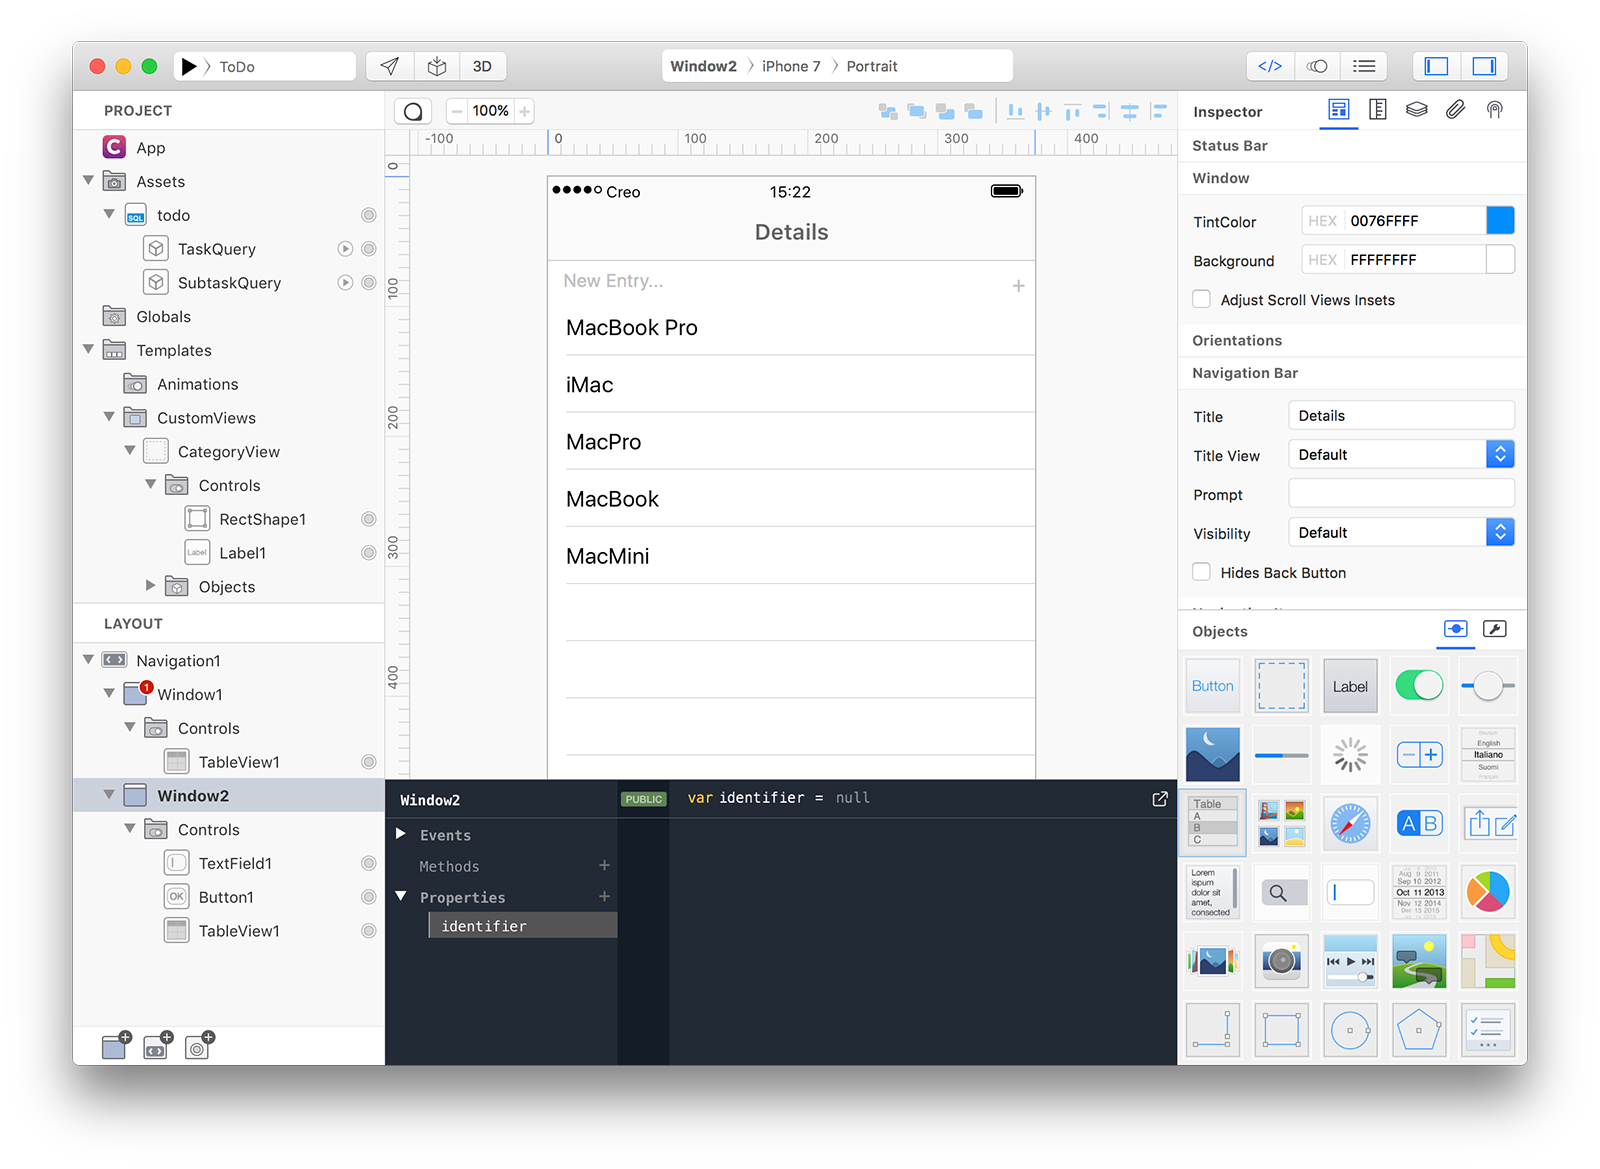 ToDo
3D
Window2 iPhone 7 Portrait
</>
PROJECT
C App
Assets
SQL todo
TaskQuery
SubtaskQuery
Globals
Templates
Animations
CustomViews
CategoryView
Controls
RectShape1
Label Label1
Objects
LAYOUT
Navigation1
1 Window1
Controls
TableView1
Window2
Controls
TextField1
OK Button1
TableView1
100%
-100 0 100 200 300 400
0
100
200
300
400
Creo 15:22
Details
New Entry... +
MacBook Pro
iMac
MacPro
MacBook
MacMini
Window2
Events
Methods +
Properties +
identifier
PUBLIC var identifier = null
Inspector
Status Bar
Window
TintColor HEX 0076FFFF
Background HEX FFFFFFFF
Adjust Scroll Views Insets
Orientations
Navigation Bar
Title Details
Title View Default
Prompt
Visibility Default
Hides Back Button
Objects
Button Label
English
Italiano
Suomi
Table
A
B
C
A B
Lorem
ispum
dolor sit
amet,
consected
Aug 9 2011
Sep 10 2012
Oct 11 2013
Nov 12 2014
Dec 13 2015